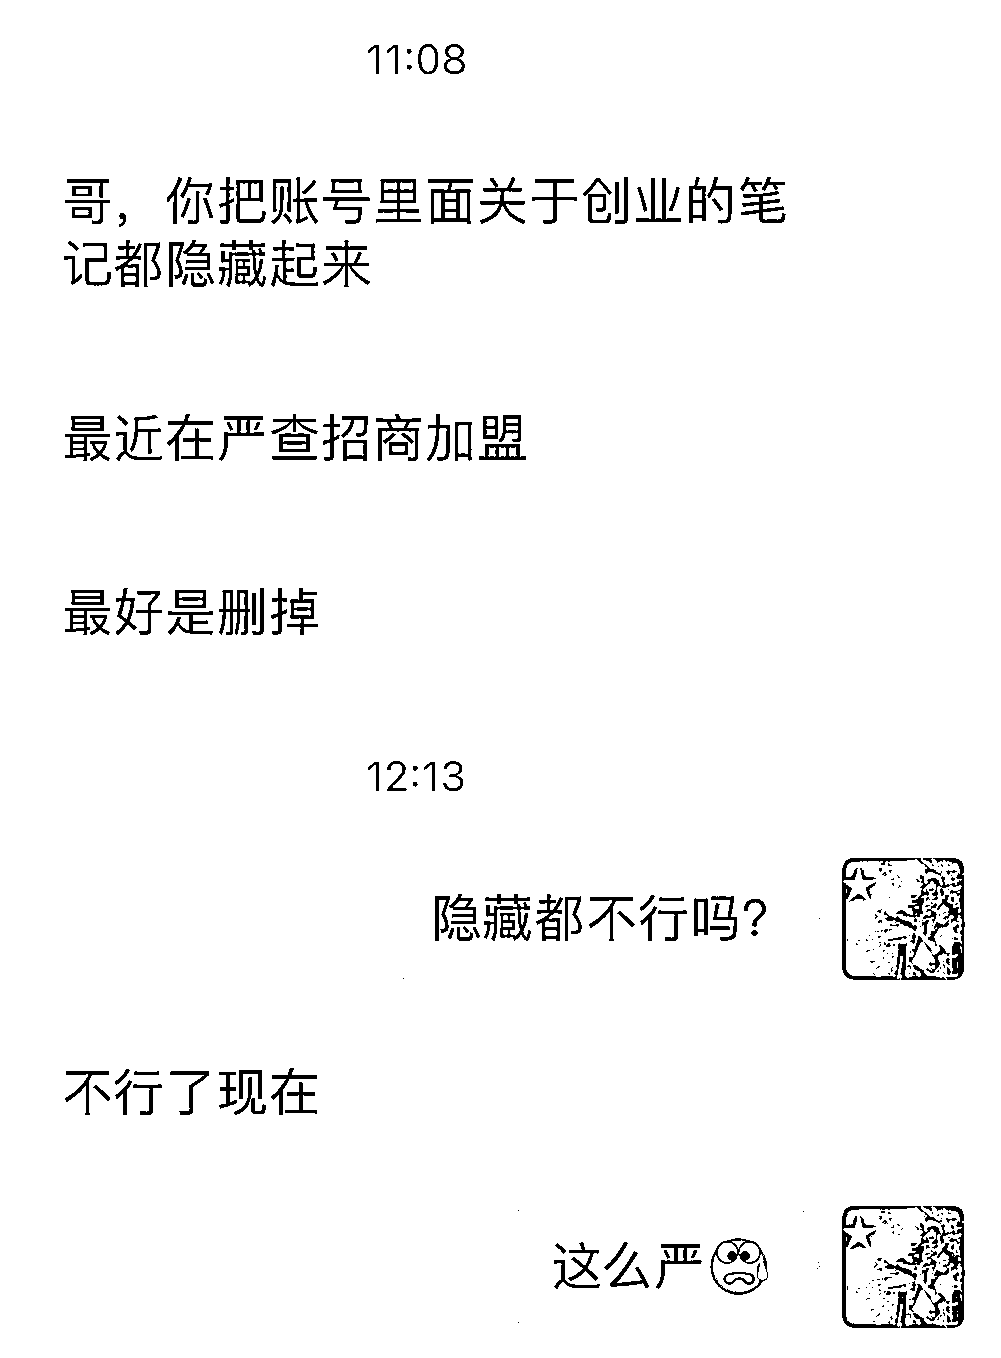 11:08
哥，你把账号里面关于创业的笔
记都隐藏起来
最近在严查招商加盟
最好是删掉
12:13
隐藏都不行吗?
不行了现在
这么严